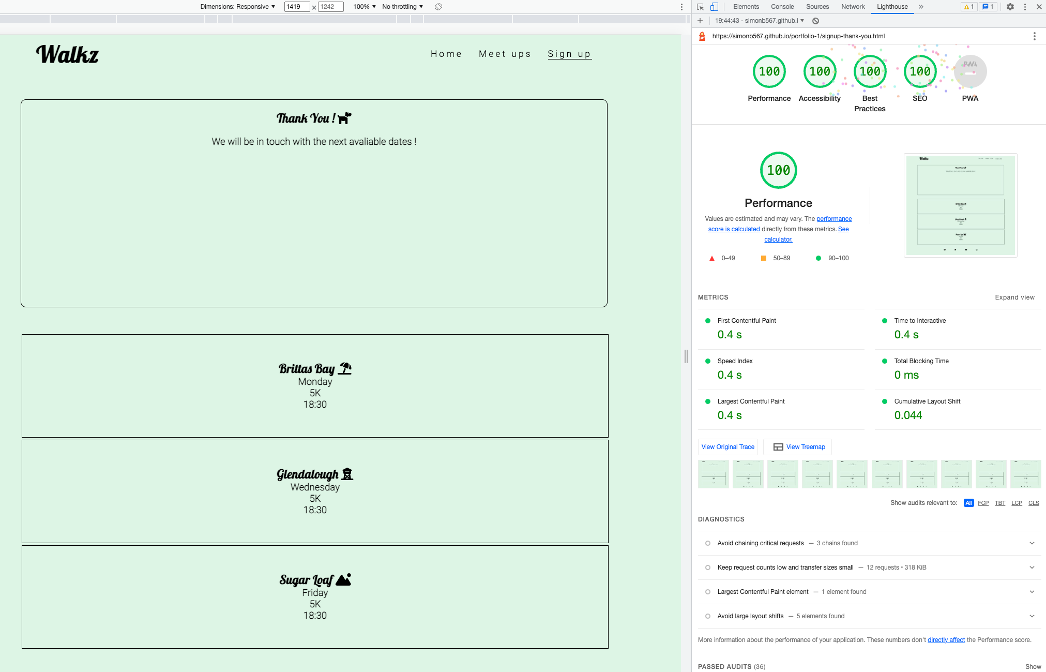 Dimensions: Responsive ▼ 1419 x 1242 100% ▼ No throttling ▼
Walkz
Home Meet ups Sign up
Thank You !
We will be in touch with the next avaliable dates !
Brittas Bay
Monday
5K
18:30
Glendalough
Wednesday
5K
18:30
Sugar Loaf
Friday
5K
18:30
Elements Console Sources Network Lighthouse » 1 1
+ 19:44:43 - simonb567.github.i ▼
https://simonb567.github.io/portfolio-1/signup-thank-you.html
100 100 100 100 PWA
Performance Accessibility Best Practices SEO PWA
100
Performance
Values are estimated and may vary. The performance
score is calculated directly from these metrics. See
calculator.
0–49 50–89 90–100
METRICS Expand view
First Contentful Paint
0.4 s
Time to Interactive
0.4 s
Speed Index
0.4 s
Total Blocking Time
0 ms
Largest Contentful Paint
0.4 s
Cumulative Layout Shift
0.044
View Original Trace View Treemap
Show audits relevant to: All FCP TBT LCP CLS
DIAGNOSTICS
Avoid chaining critical requests — 3 chains found
Keep request counts low and transfer sizes small — 12 requests • 318 KiB
Largest Contentful Paint element — 1 element found
Avoid large layout shifts — 5 elements found
More information about the performance of your application. These numbers don't directly affect the Performance score.
PASSED AUDITS (36) Show